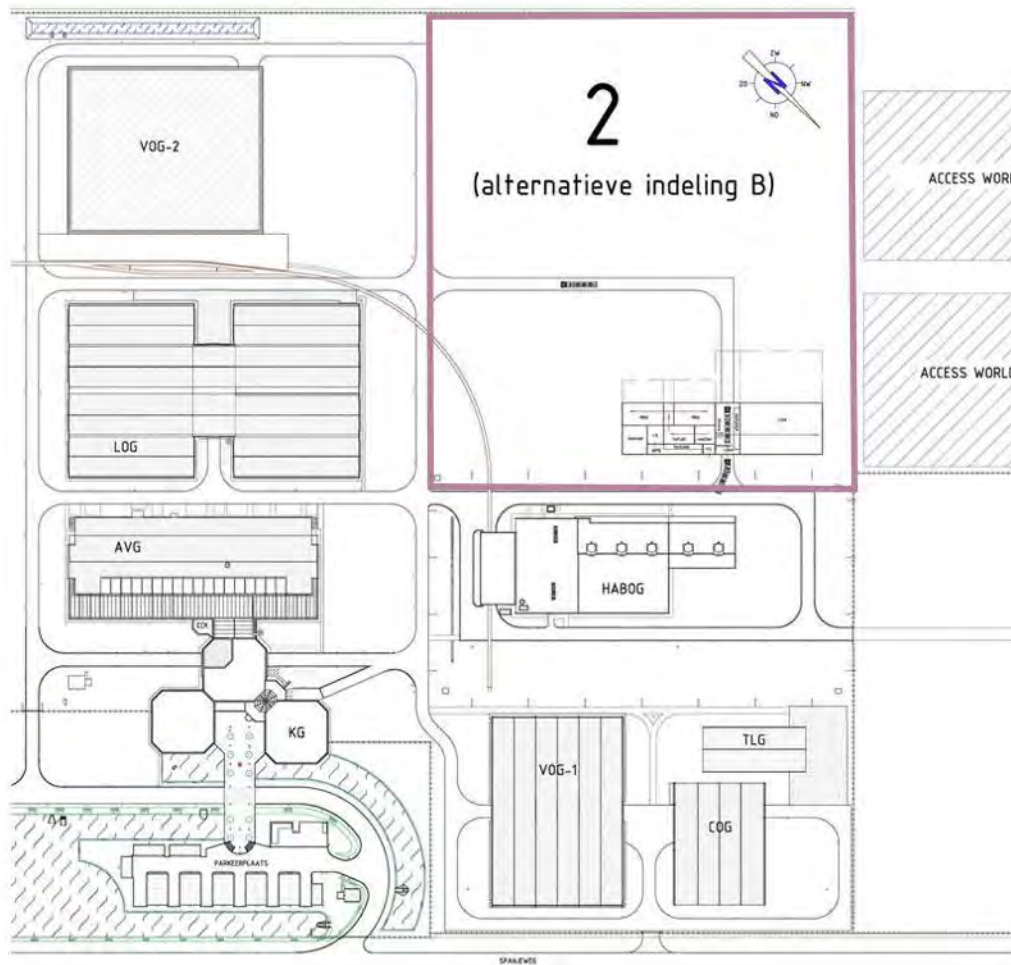 ZW
ZO
NW
NO
N
2
(alternatieve indeling B)
VOG-2
ACCESS WORL
ACCESS WORLD
LOG
AVG
CCK
HABOG
KG
VOG-1
TLG
COG
PARKEERPLAATS
SPANJEWEG